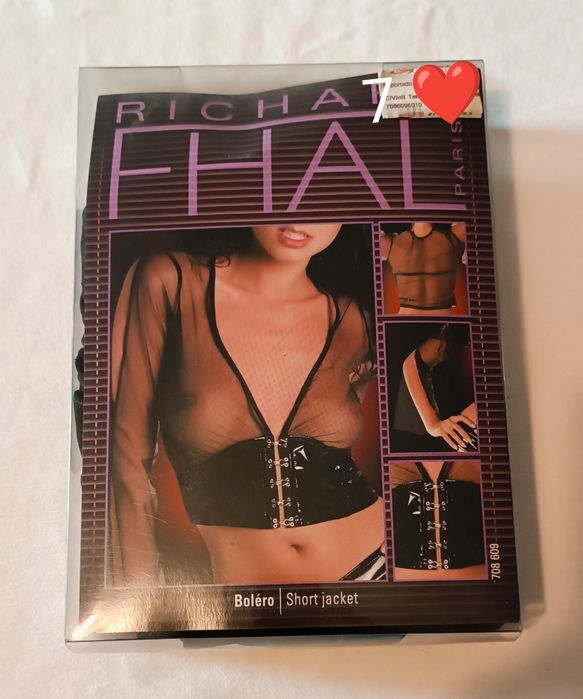 RICHA
7 ❤️
FHAL
PARIS
Boléro | Short jacket
708 609